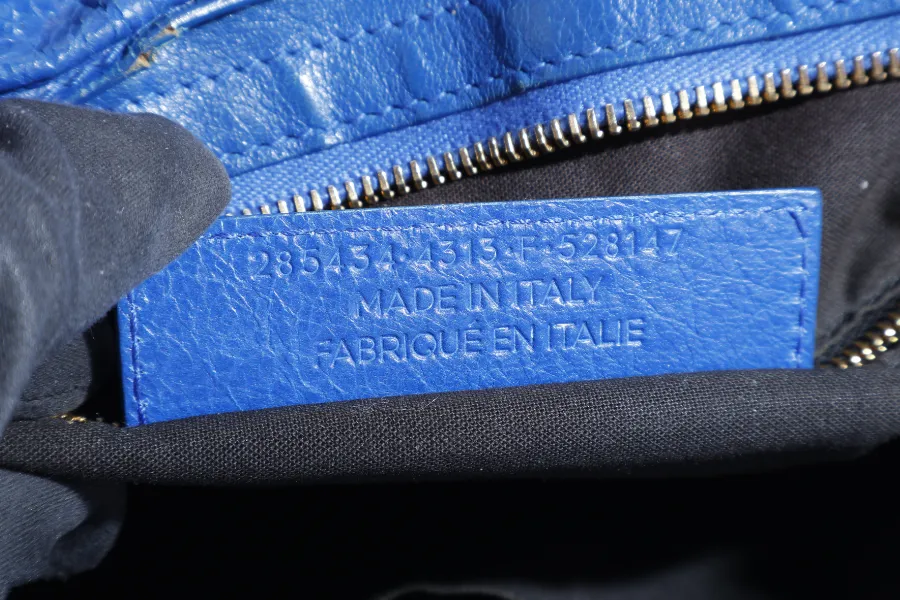 285434·4313·F·528147
MADE IN ITALY
FABRIQUÉ EN ITALIE